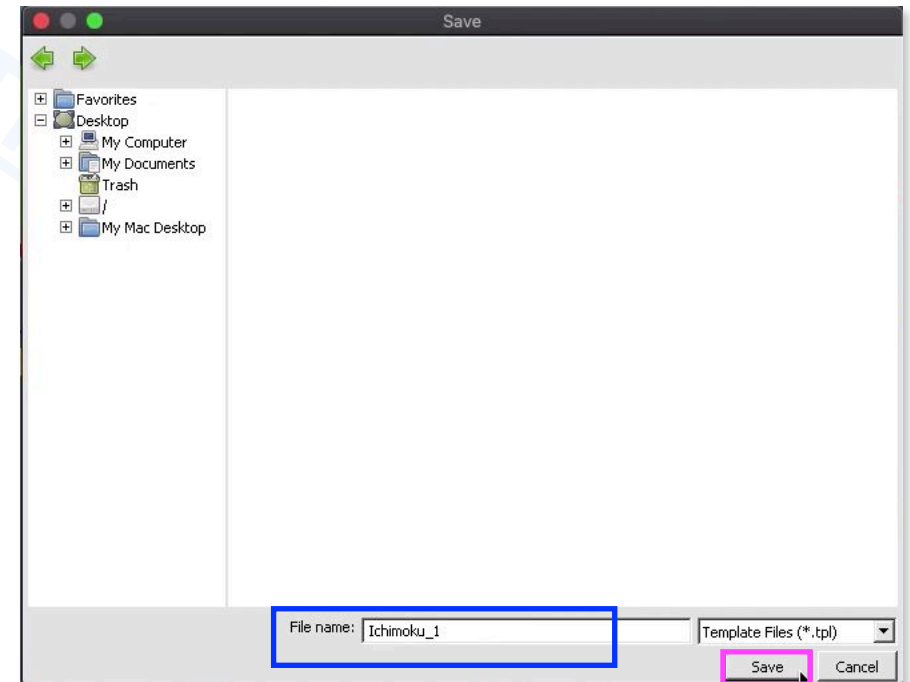 Save
Favorites
Desktop
My Computer
My Documents
Trash
/
My Mac Desktop
File name: Ichimoku_1 Template Files (*.tpl)
Save Cancel